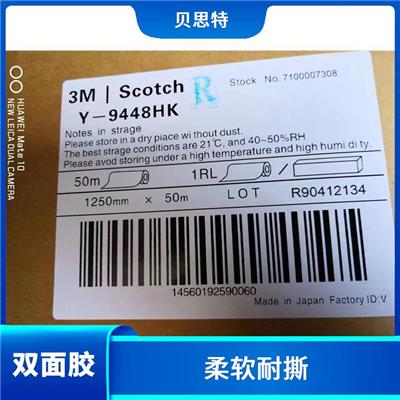 贝思特
3M | Scotch R
Stock No.7100007308
Y-9448HK
Notes in strage
Please store in a dry piace wi thout dust.
The best strage conditions are 21℃, and 40~50%RH
Please avod storing under a high temperature and high humi di ty.
50m 1RL /
1250mm × 50m LOT R90412134
14560192590060
Made in Japan Factory ID:V
HUAWEI Mate 10
NEW LEICA DUAL CAMERA
双面胶
柔软耐撕